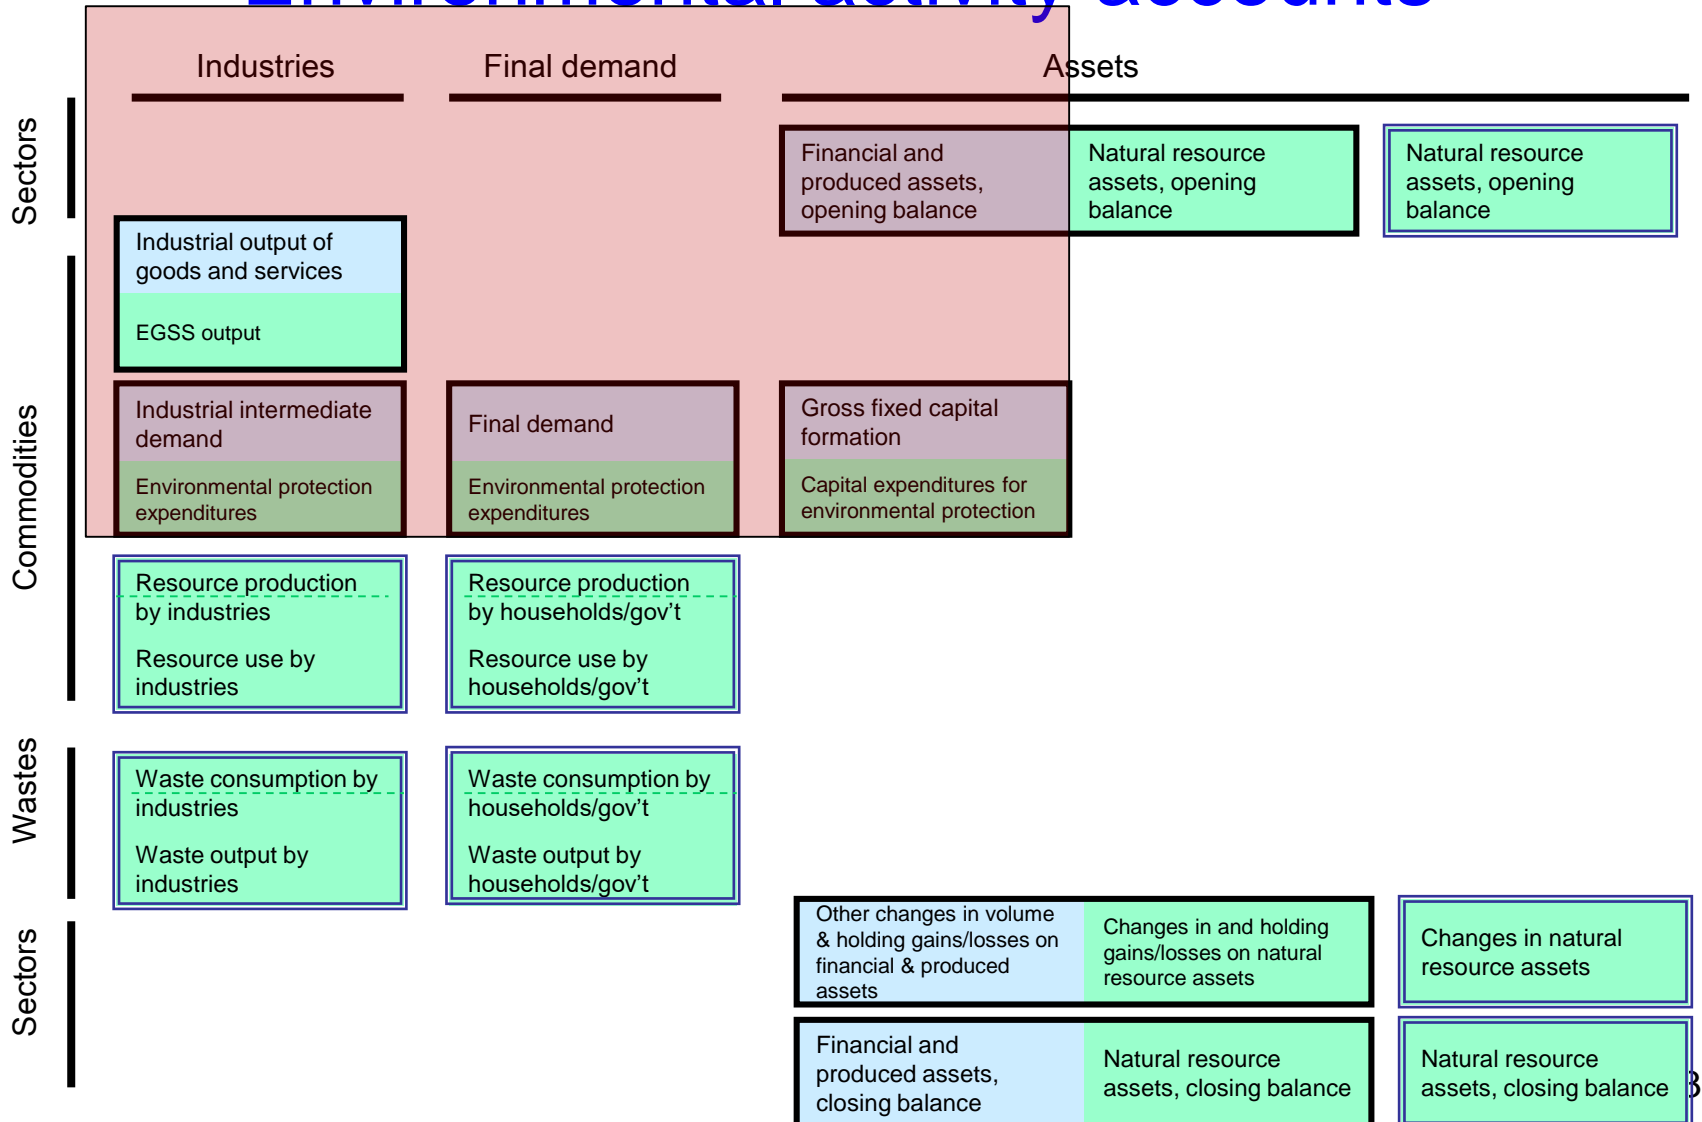 Environmental activity accounts
Industries
Final demand
Assets
Sectors
Financial and
produced assets,
opening balance
Natural resource
assets, opening
balance
Natural resource
assets, opening
balance
Commodities
Industrial output of
goods and services
EGSS output
Industrial intermediate
demand
Environmental protection
expenditures
Final demand
Environmental protection
expenditures
Gross fixed capital
formation
Capital expenditures for
environmental protection
Resource production
by industries
Resource use by
industries
Resource production
by households/gov’t
Resource use by
households/gov’t
Wastes
Waste consumption by
industries
Waste output by
industries
Waste consumption by
households/gov’t
Waste output by
households/gov’t
Sectors
Other changes in volume
& holding gains/losses on
financial & produced
assets
Changes in and holding
gains/losses on natural
resource assets
Changes in natural
resource assets
Financial and
produced assets,
closing balance
Natural resource
assets, closing balance
Natural resource
assets, closing balance